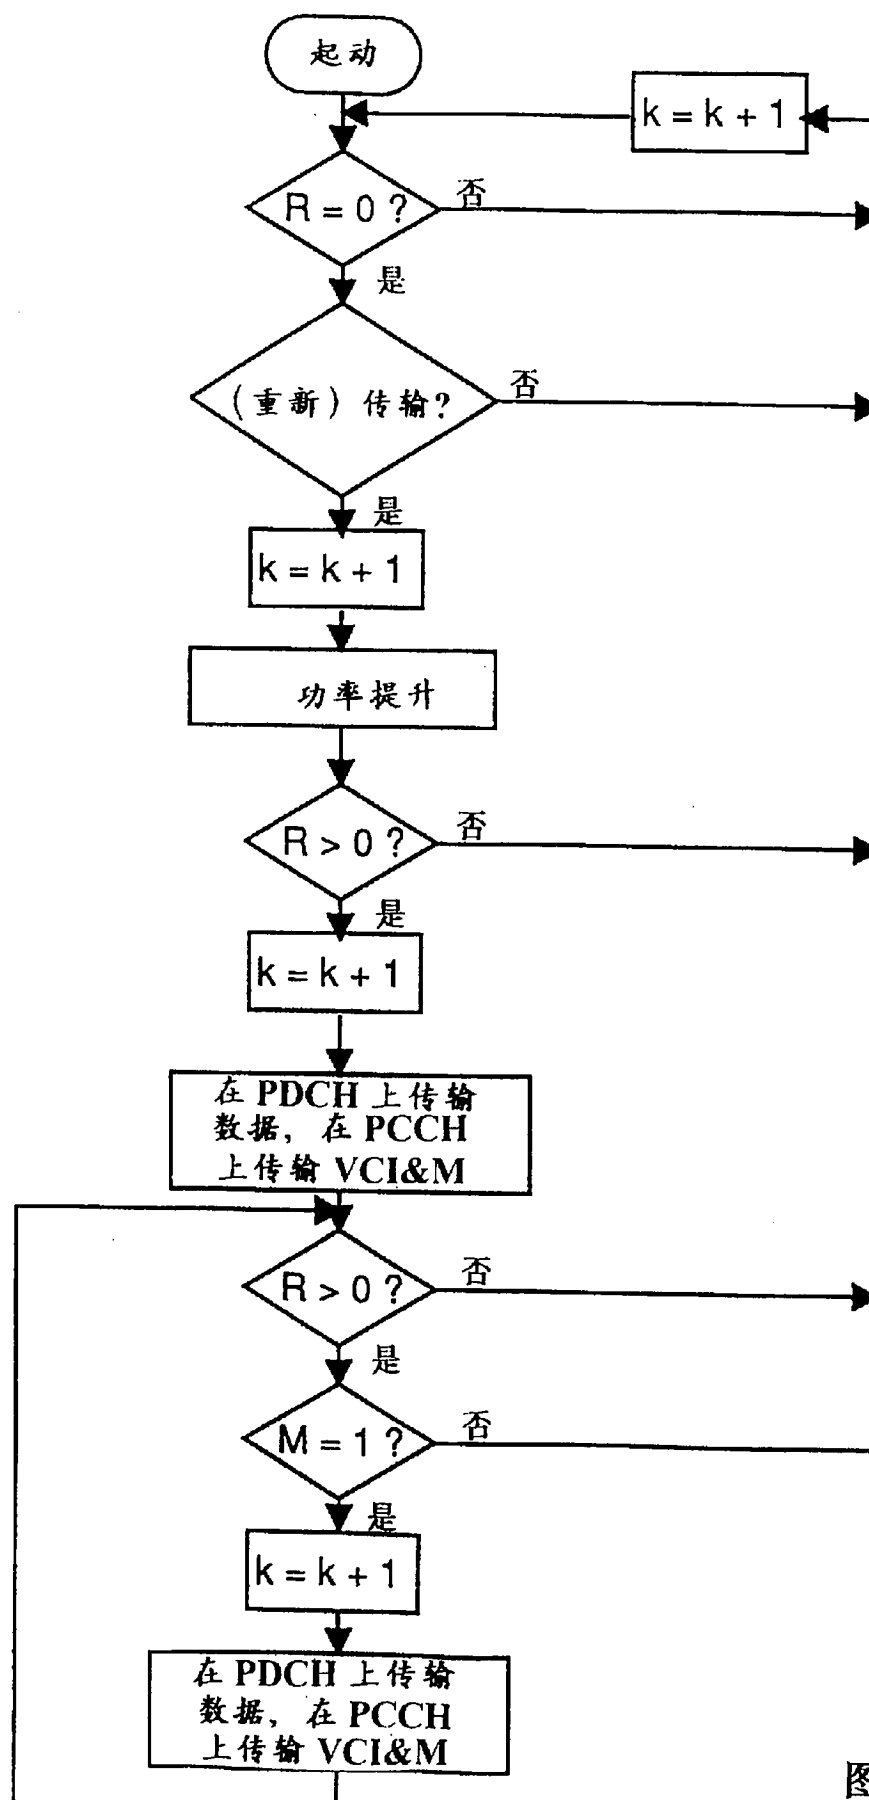 起动
k = k + 1
R = 0 ?
否
是
（重新）传输?
否
是
k = k + 1
功率提升
R > 0 ?
否
是
k = k + 1
在 PDCH 上传输
数据，在 PCCH
上传输 VCI&M
R > 0 ?
否
是
M = 1 ?
否
是
k = k + 1
在 PDCH 上传输
数据，在 PCCH
上传输 VCI&M
图